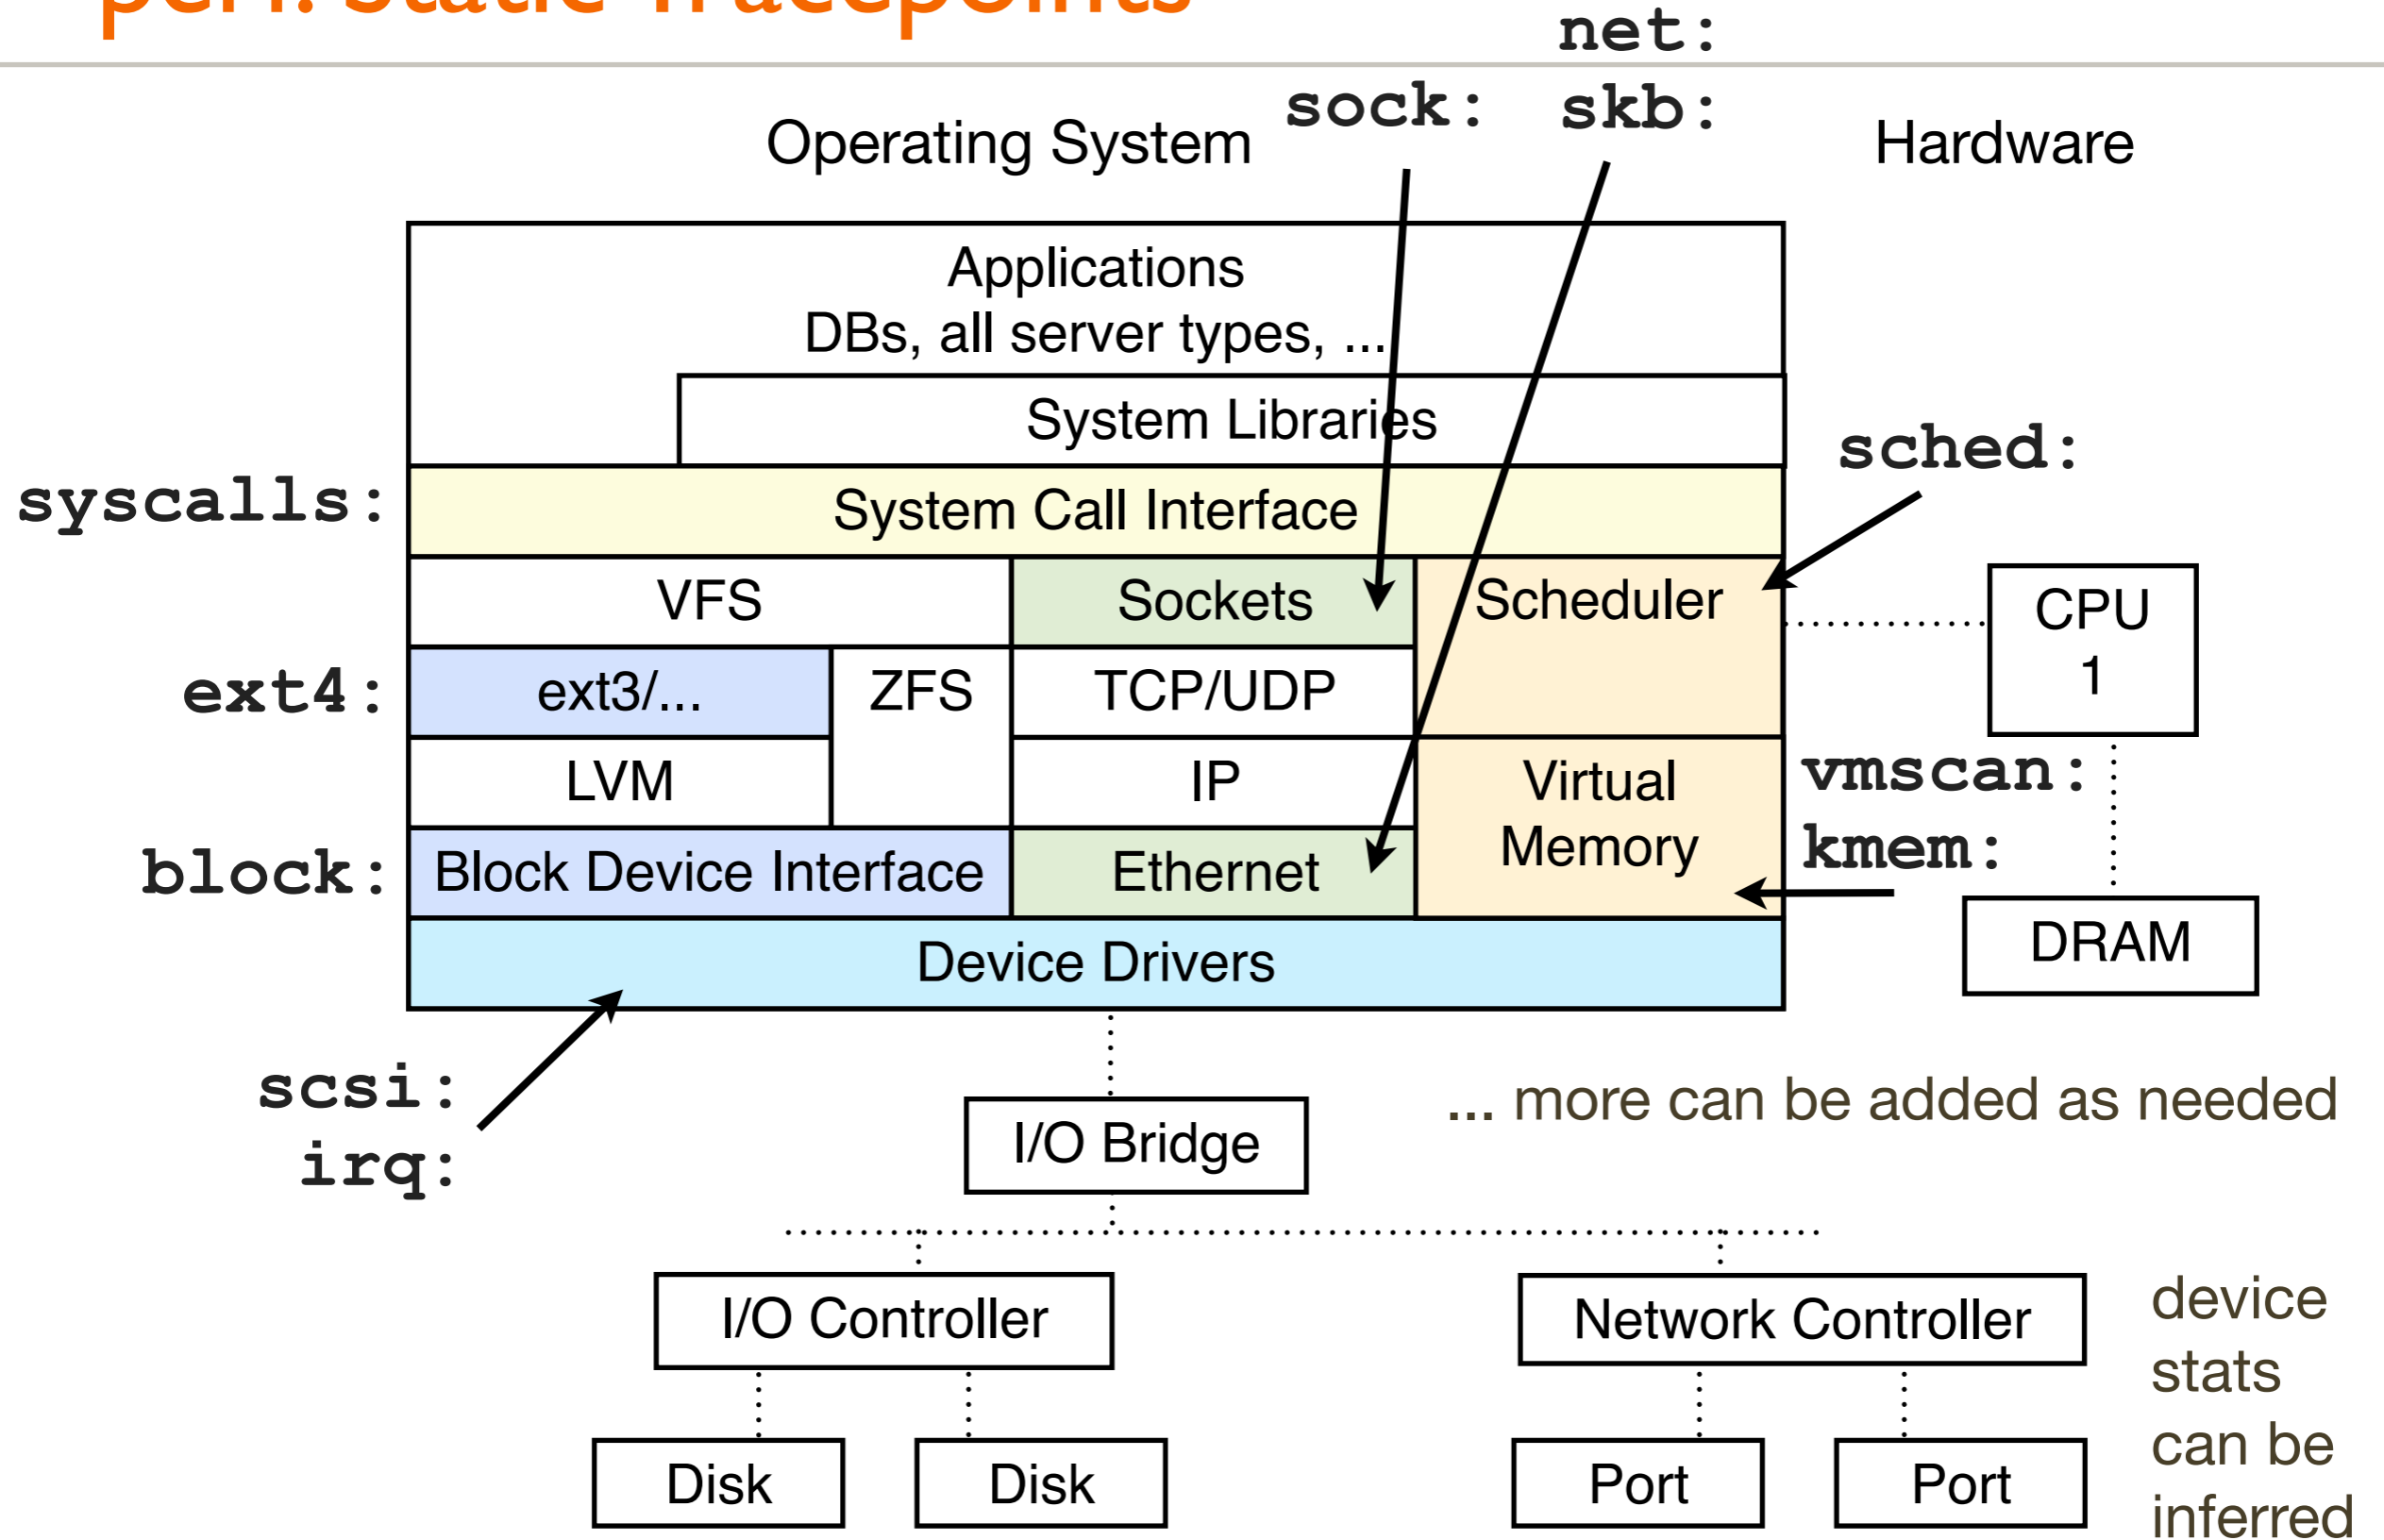 perf: Static Tracepoints
net:
sock: skb:
Operating System
Hardware
Applications
DBs, all server types, ...
System Libraries
sched:
syscalls:
System Call Interface
VFS
Sockets
Scheduler
CPU
1
ext4:
ext3/...
ZFS
TCP/UDP
LVM
IP
Virtual
Memory
vmscan:
kmem:
block:
Block Device Interface
Ethernet
DRAM
Device Drivers
scsi:
irq:
... more can be added as needed
I/O Bridge
I/O Controller
Network Controller
device
stats
can be
inferred
Disk
Disk
Port
Port